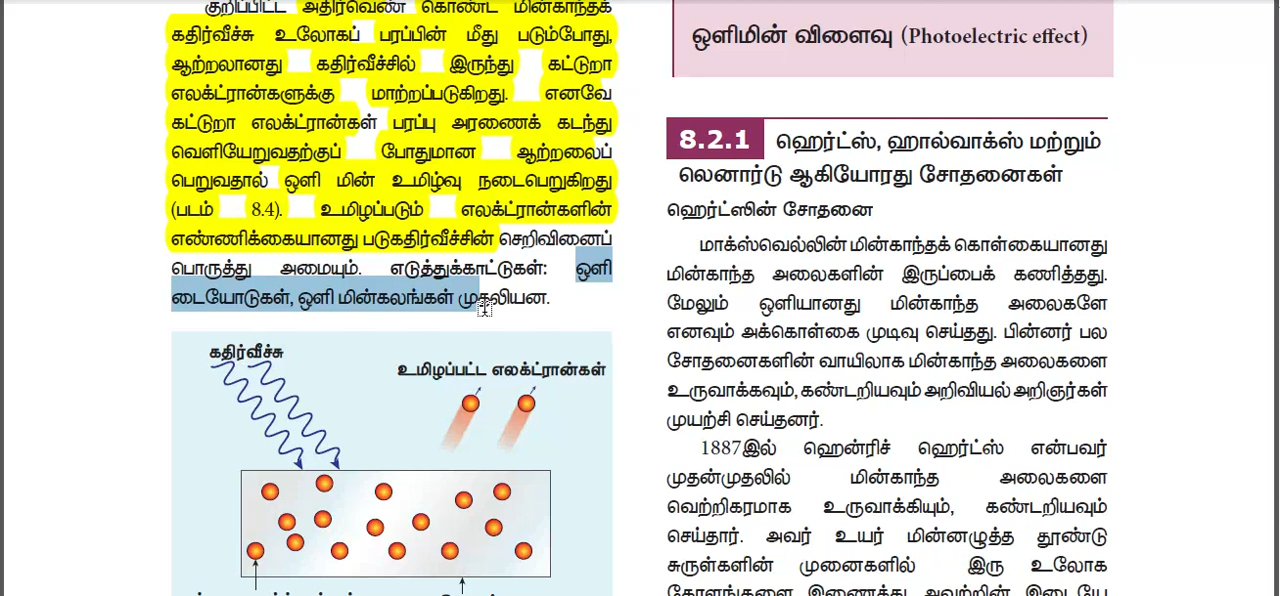 குறிப்பிட்ட அதிர்வெண் கொண்ட மின்காந்தக்
கதிர்வீச்சு உலோகப் பரப்பின் மீது படும்போது,
ஆற்றலானது கதிர்வீச்சில் இருந்து கட்டுறா
எலக்ட்ரான்களுக்கு மாற்றப்படுகிறது. எனவே
கட்டுறா எலக்ட்ரான்கள் பரப்பு அரணைக் கடந்து
வெளியேறுவதற்குப் போதுமான ஆற்றலைப்
பெறுவதால் ஒளி மின் உமிழ்வு நடைபெறுகிறது
(படம் 8.4). உமிழப்படும் எலக்ட்ரான்களின்
எண்ணிக்கையானது படுகதிர்வீச்சின் செறிவினைப்
பொருத்து அமையும். எடுத்துக்காட்டுகள்: ஒளி
டையோடுகள், ஒளி மின்கலங்கள் முதலியன.
கதிர்வீச்சு
உமிழப்பட்ட எலக்ட்ரான்கள்
ஒளிமின் விளைவு (Photoelectric effect)
8.2.1 ஹெர்ட்ஸ், ஹால்வாக்ஸ் மற்றும்
லெனார்டு ஆகியோரது சோதனைகள்
ஹெர்ட்ஸின் சோதனை
மாக்ஸ்வெல்லின் மின்காந்தக் கொள்கையானது
மின்காந்த அலைகளின் இருப்பைக் கணித்தது.
மேலும் ஒளியானது மின்காந்த அலைகளே
எனவும் அக்கொள்கை முடிவு செய்தது. பின்னர் பல
சோதனைகளின் வாயிலாக மின்காந்த அலைகளை
உருவாக்கவும், கண்டறியவும் அறிவியல் அறிஞர்கள்
முயற்சி செய்தனர்.
1887இல் ஹென்ரிச் ஹெர்ட்ஸ் என்பவர்
முதன்முதலில் மின்காந்த அலைகளை
வெற்றிகரமாக உருவாக்கியும், கண்டறியவும்
செய்தார். அவர் உயர் மின்னழுத்த தூண்டு
சுருள்களின் முனைகளில் இரு உலோக
கோளங்களை இணைத்து அவற்றின் இடையே